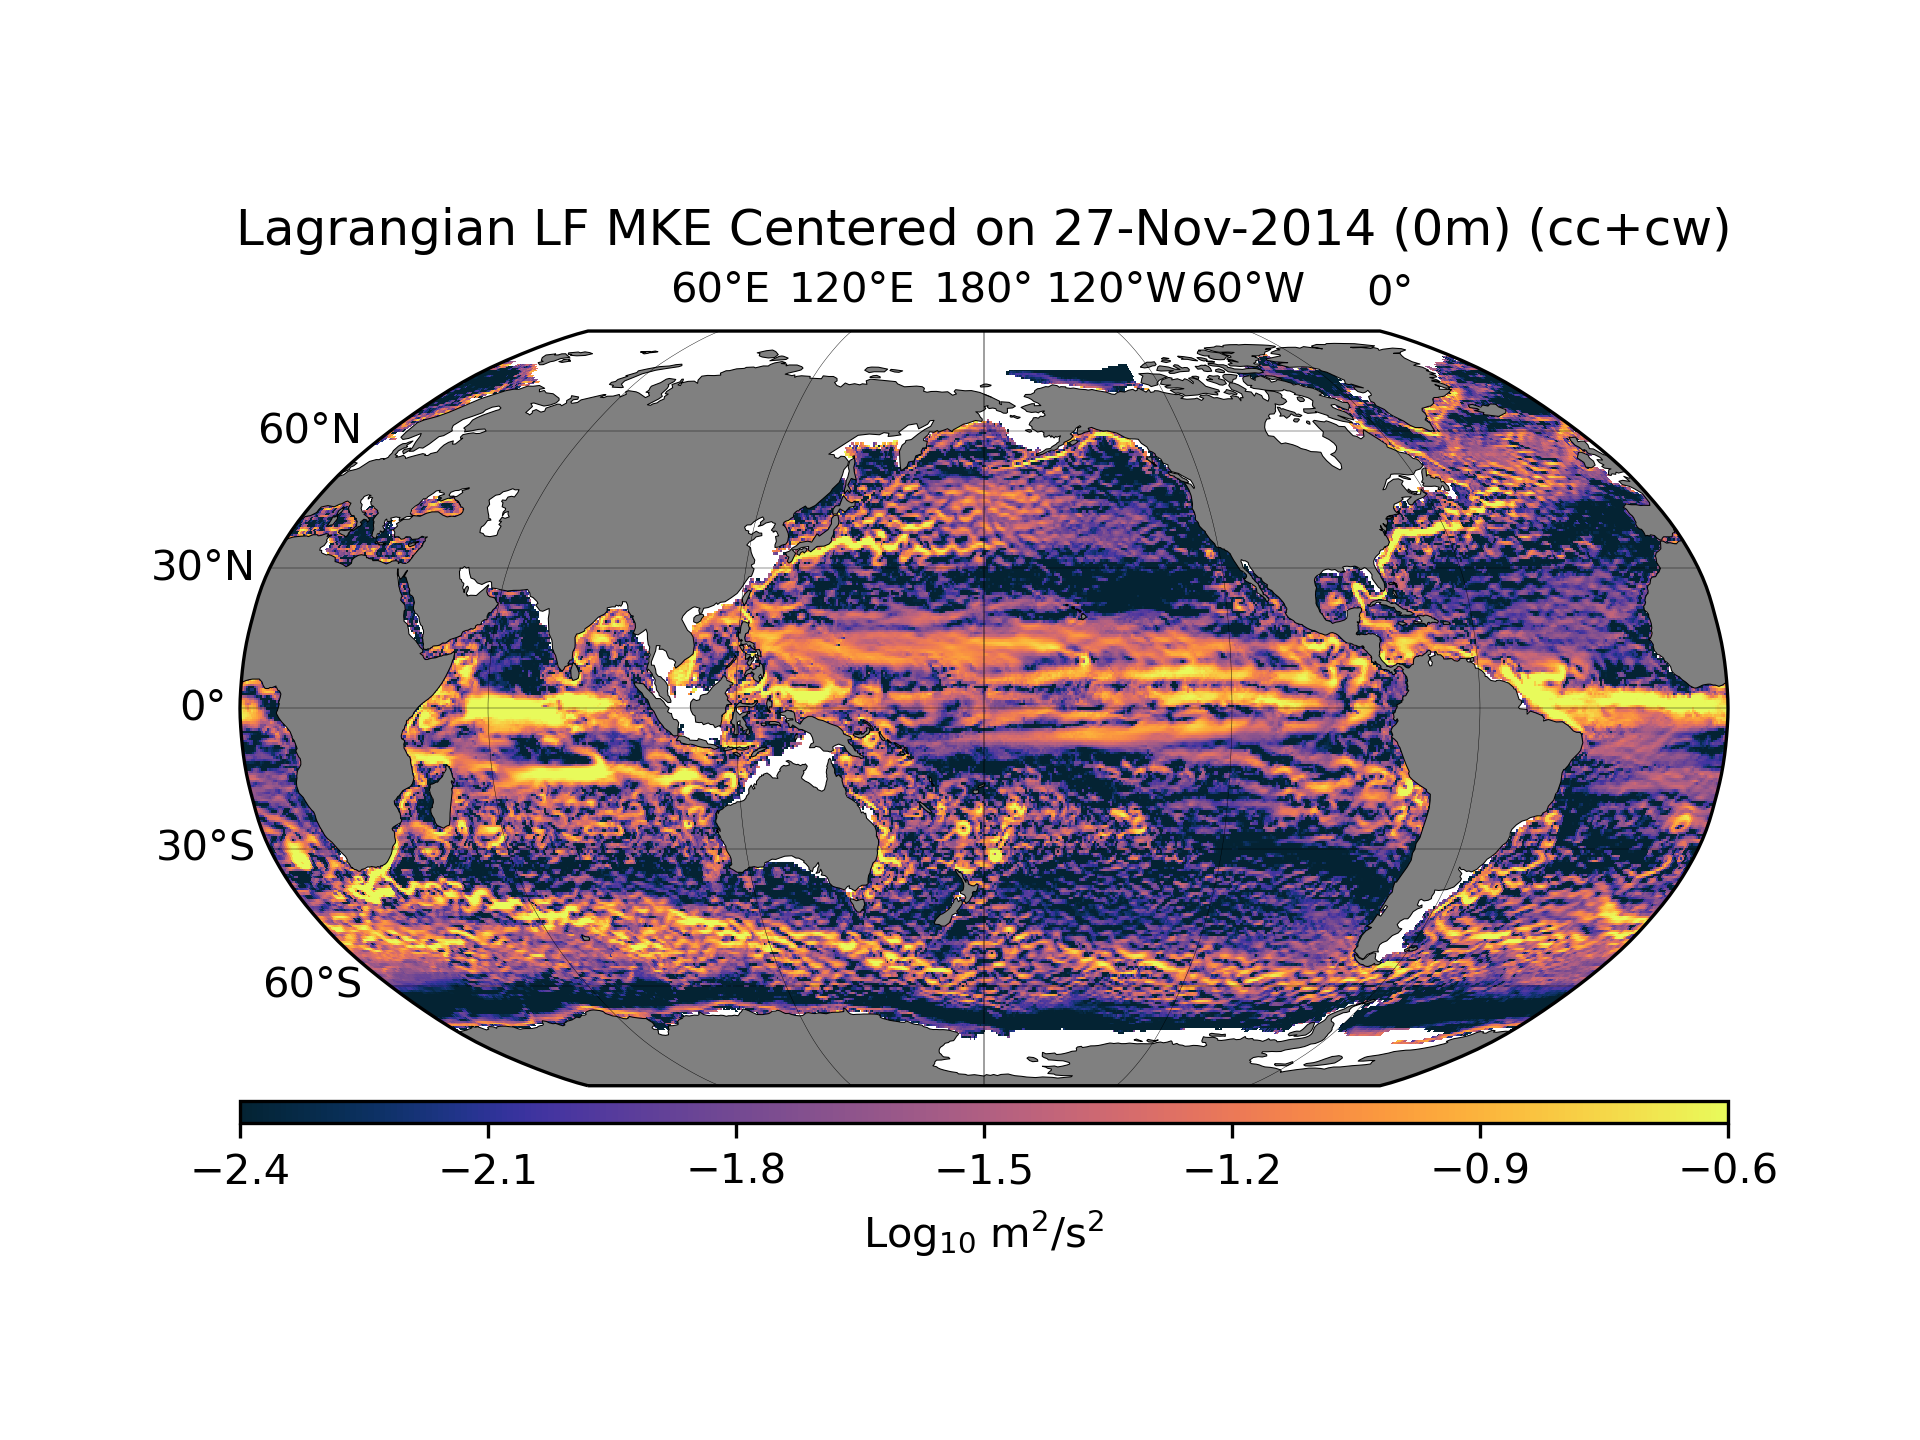 Lagrangian LF MKE Centered on 27-Nov-2014 (0m) (cc+cw)
60°E 120°E 180° 120°W 60°W 0°
60°N
30°N
0°
30°S
60°S
−2.4 −2.1 −1.8 −1.5 −1.2 −0.9 −0.6
Log₁₀ m²/s²